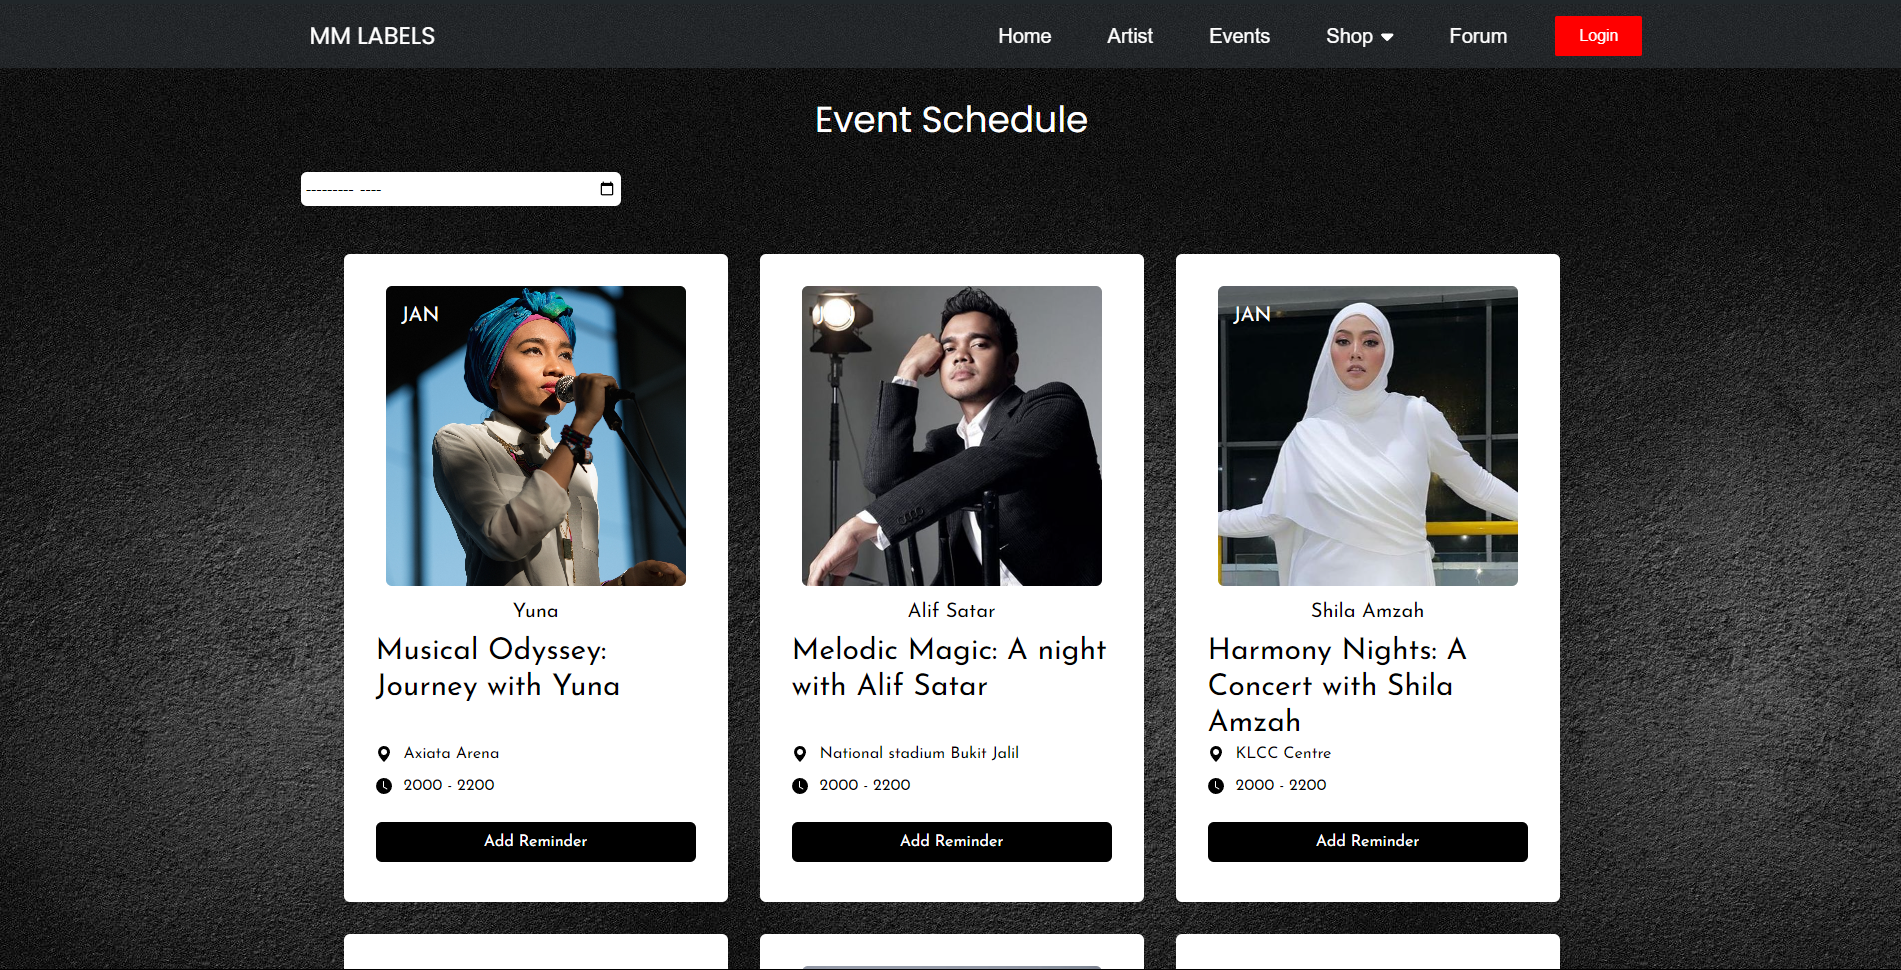 MM LABELS
Home
Artist
Events
Shop
Forum
Login
Event Schedule
--------- ----
JAN
Yuna
Musical Odyssey:
Journey with Yuna
Axiata Arena
2000 - 2200
Add Reminder
Alif Satar
Melodic Magic: A night
with Alif Satar
National stadium Bukit Jalil
2000 - 2200
Add Reminder
JAN
Shila Amzah
Harmony Nights: A
Concert with Shila
Amzah
KLCC Centre
2000 - 2200
Add Reminder